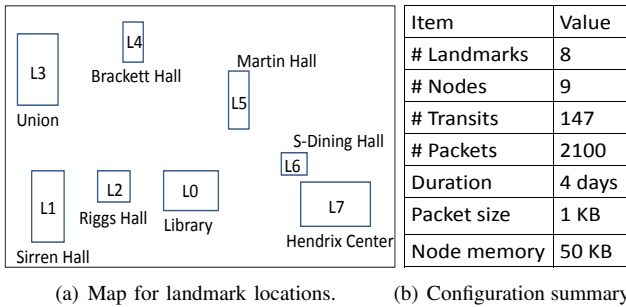 L4
L3
Martin Hall
Brackett Hall
L5
Union
S-Dining Hall
L6
L1
L2
L0
L7
Riggs Hall
Library
Hendrix Center
Sirren Hall
Item Value
# Landmarks 8
# Nodes 9
# Transits 147
# Packets 2100
Duration 4 days
Packet size 1 KB
Node memory 50 KB
(a) Map for landmark locations. (b) Configuration summary